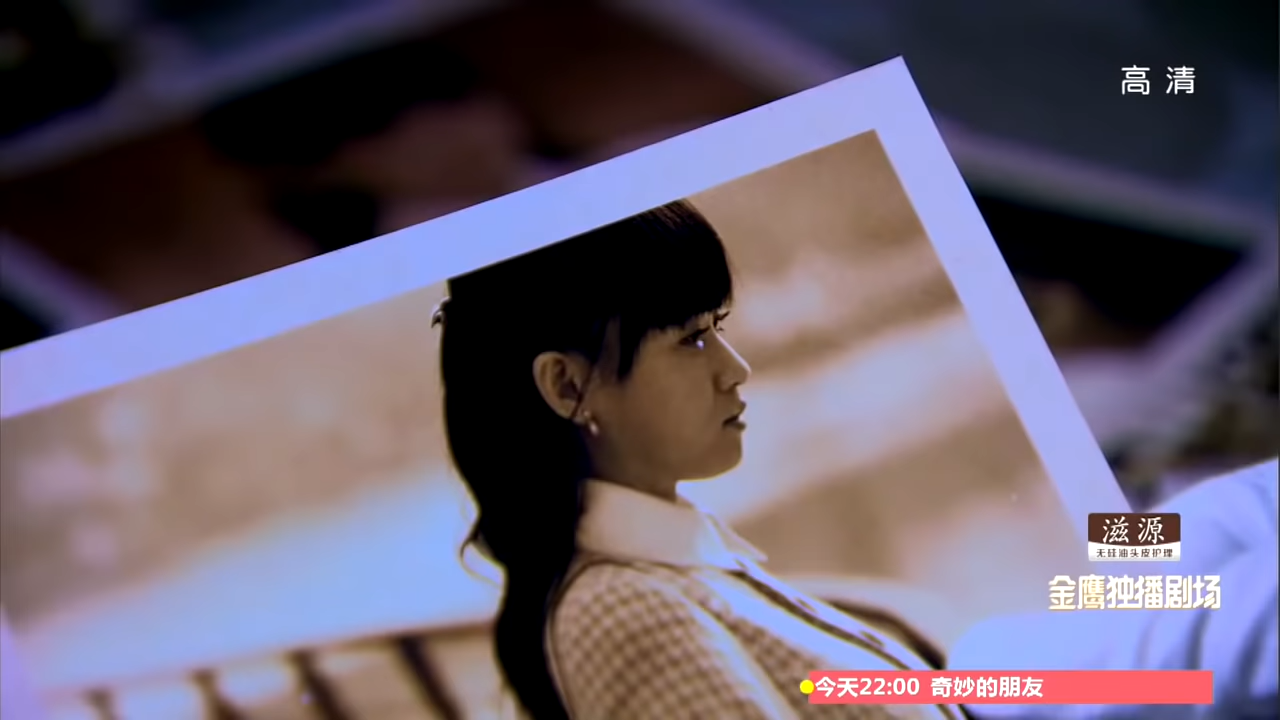 高清
滋源
无硅油头皮护理
金鹰独播剧场
今天22:00 奇妙的朋友